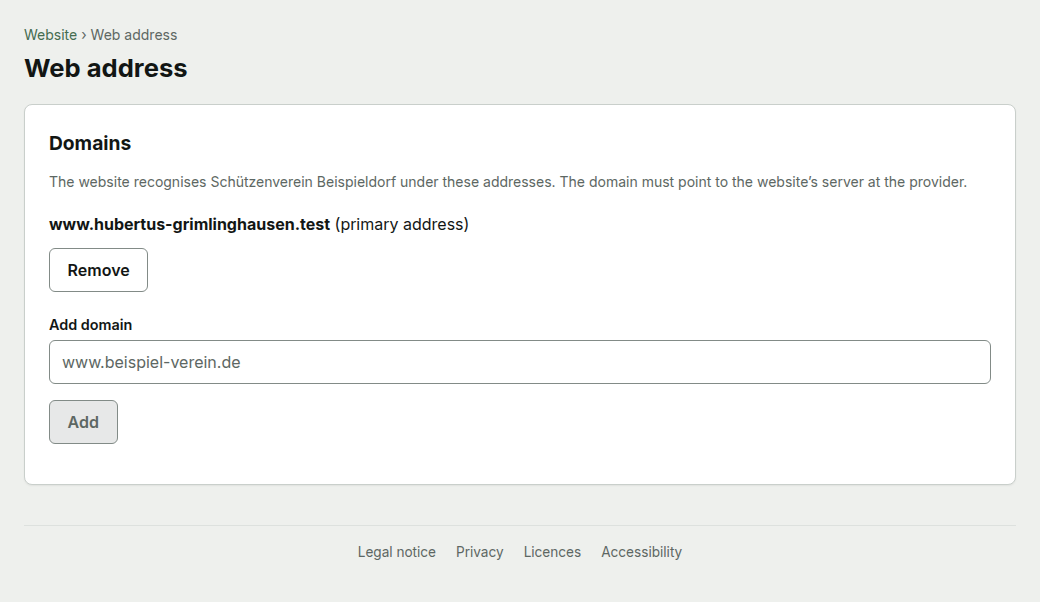 Website › Web address
Web address
Domains
The website recognises Schützenverein Beispieldorf under these addresses. The domain must point to the website’s server at the provider.
www.hubertus-grimlinghausen.test (primary address)
Remove
Add domain
www.beispiel-verein.de
Add
Legal notice Privacy Licences Accessibility